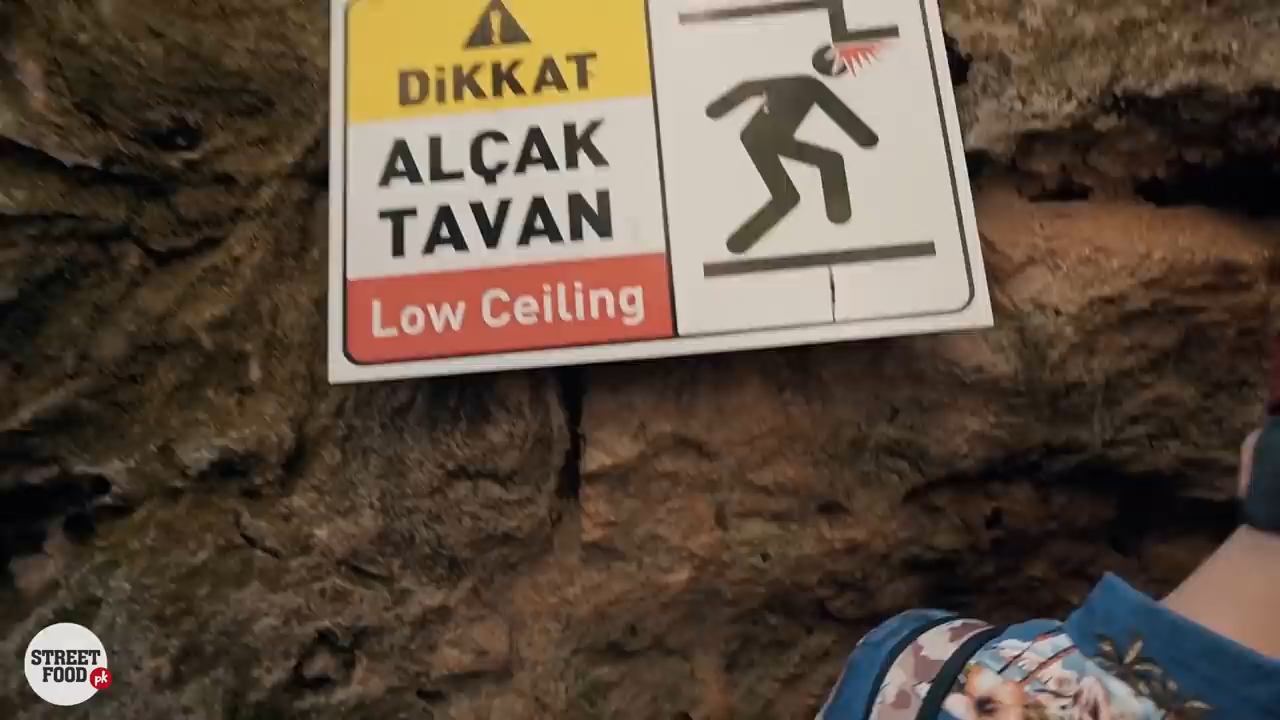 DiKKAT
ALÇAK
TAVAN
Low Ceiling
STREET
FOOD
pk